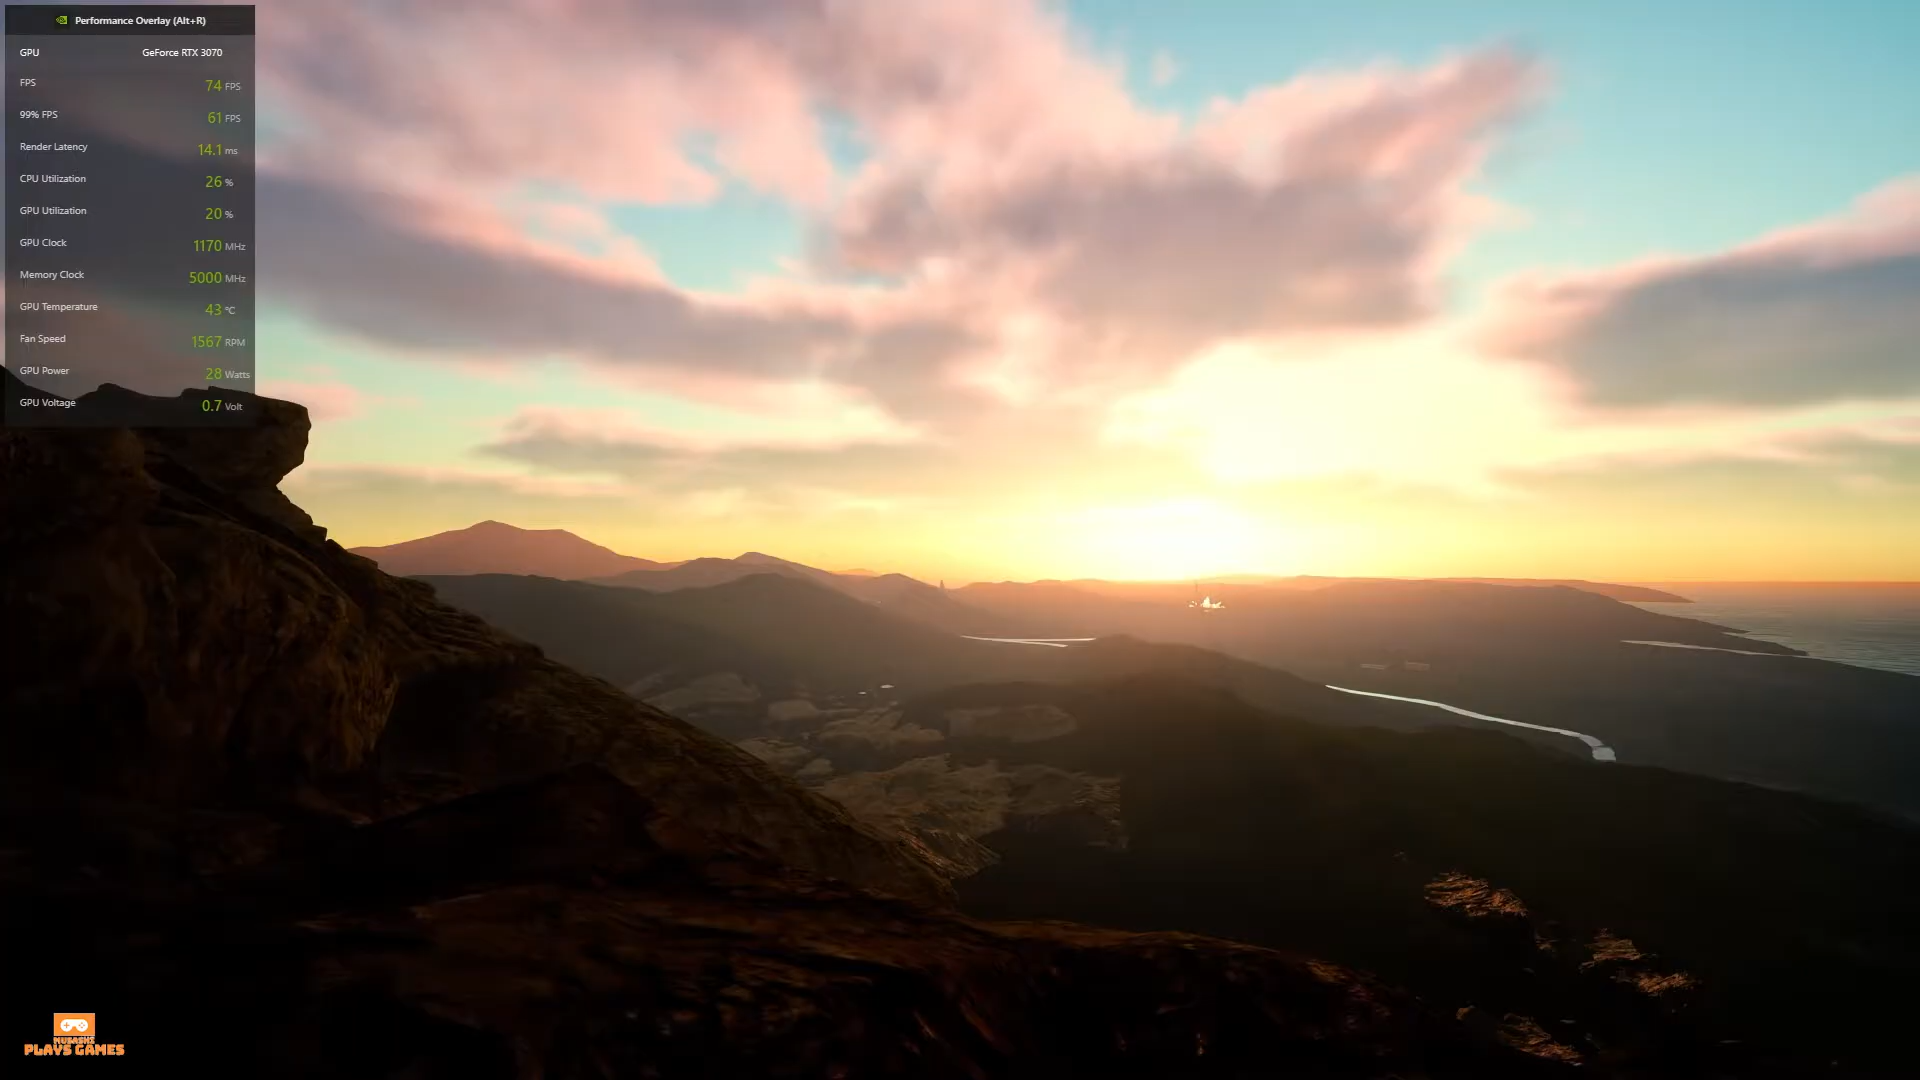 Performance Overlay (Alt+R)
GPU GeForce RTX 3070
FPS 74 FPS
99% FPS 61 FPS
Render Latency 14.1 ms
CPU Utilization 26 %
GPU Utilization 20 %
GPU Clock 1170 MHz
Memory Clock 5000 MHz
GPU Temperature 43 °C
Fan Speed 1567 RPM
GPU Power 28 Watts
GPU Voltage 0.7 Volt
MUBASHI
PLAYS GAMES